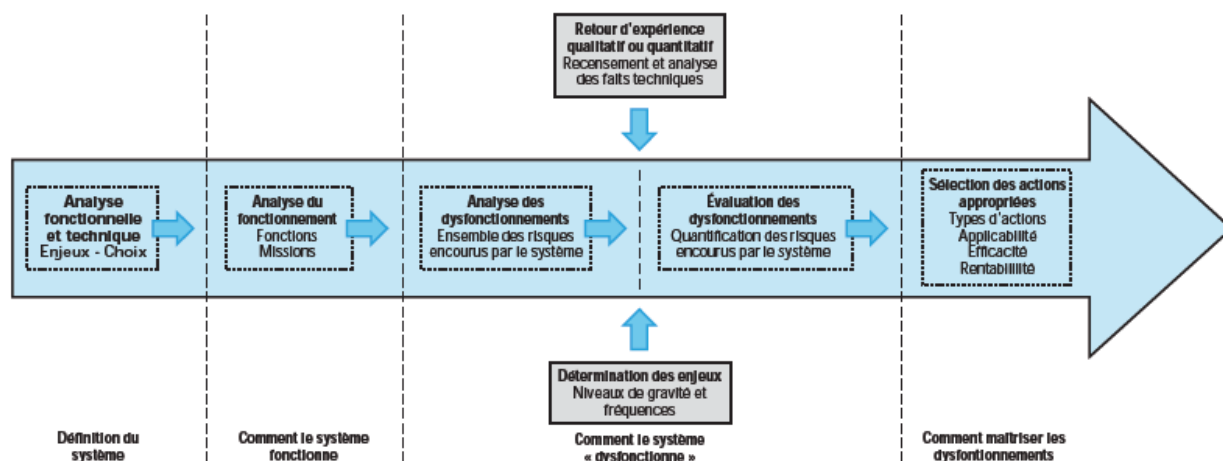 Retour d'expérience
qualitatif ou quantitatif
Recensement et analyse
des faits techniques
Analyse
fonctionnelle
et technique
Enjeux - Choix
Analyse du
fonctionnement
Fonctions
Missions
Analyse des
dysfonctionnements
Ensemble des risques
encourus par le système
Évaluation des
dysfonctionnements
Quantification des risques
encourus par le système
Sélection des actions
appropriées
Types d'actions
Applicabilité
Efficacité
Rentabililité
Détermination des enjeux
Niveaux de gravité et
fréquences
Définition du
système
Comment le système
fonctionne
Comment le système
« dysfonctionne »
Comment maîtriser les
dysfontionnements